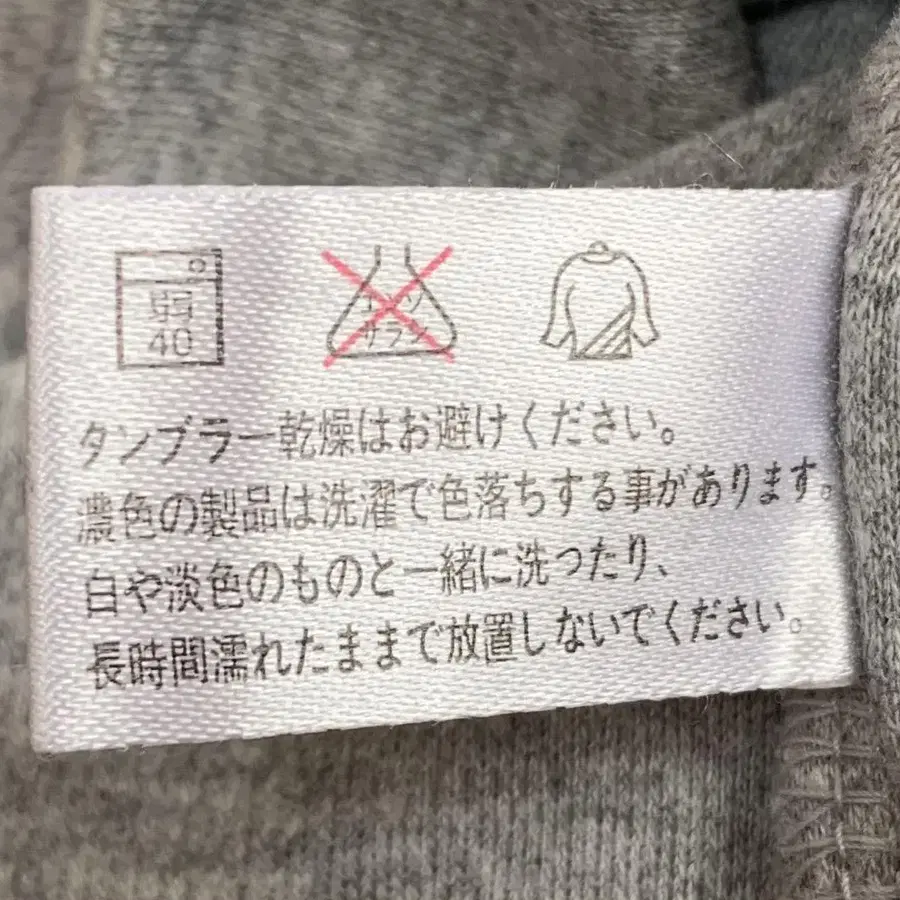 弱
40
エンソ
サラシ
タンブラー乾燥はお避けください。
濃色の製品は洗濯で色落ちする事があります。
白や淡色のものと一緒に洗ったり、
長時間濡れたままで放置しないでください。